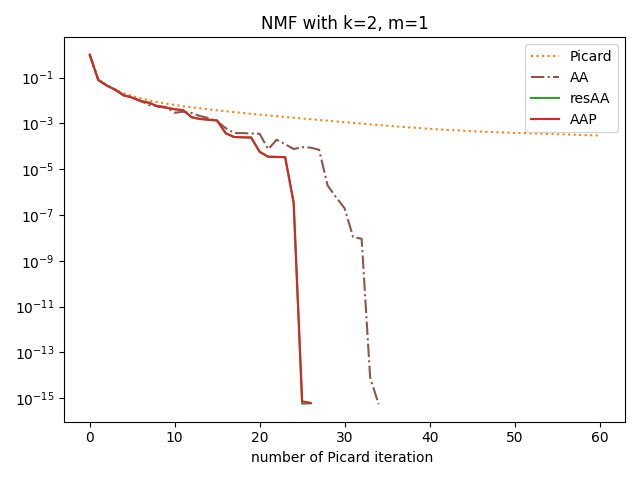 NMF with k=2, m=1
Picard
AA
resAA
AAP
10⁻¹
10⁻³
10⁻⁵
10⁻⁷
10⁻⁹
10⁻¹¹
10⁻¹³
10⁻¹⁵
0 10 20 30 40 50 60
number of Picard iteration